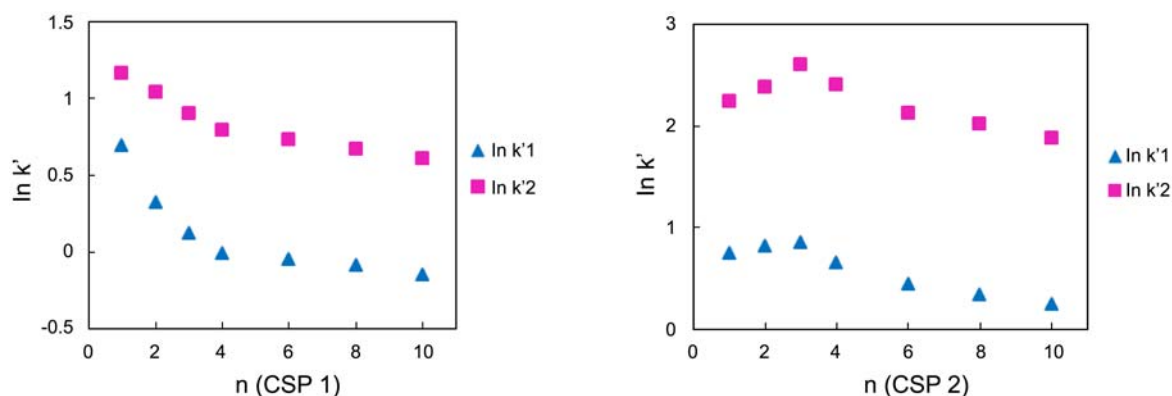 1.5
1
0.5
0
-0.5
0 2 4 6 8 10
ln k'
n (CSP 1)
ln k'1
ln k'2
3
2
1
0
0 2 4 6 8 10
ln k'
n (CSP 2)
ln k'1
ln k'2